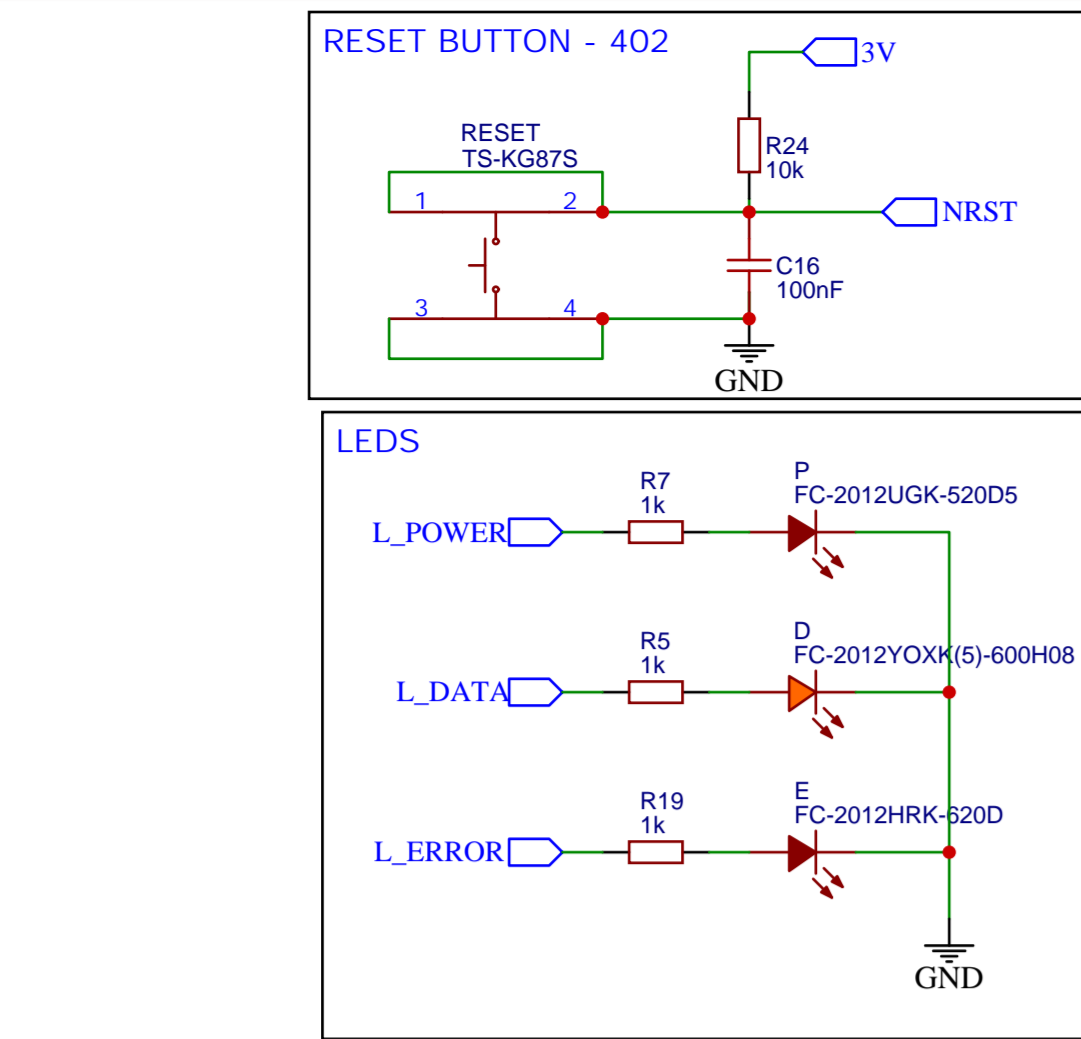 RESET BUTTON - 402
3V
RESET
TS-KG87S
R24
10k
1
2
NRST
C16
100nF
3
4
GND
LEDS
P
FC-2012UGK-520D5
R7
1k
L_POWER
D
FC-2012YOXK(5)-600H08
R5
1k
L_DATA
E
FC-2012HRK-620D
R19
1k
L_ERROR
GND